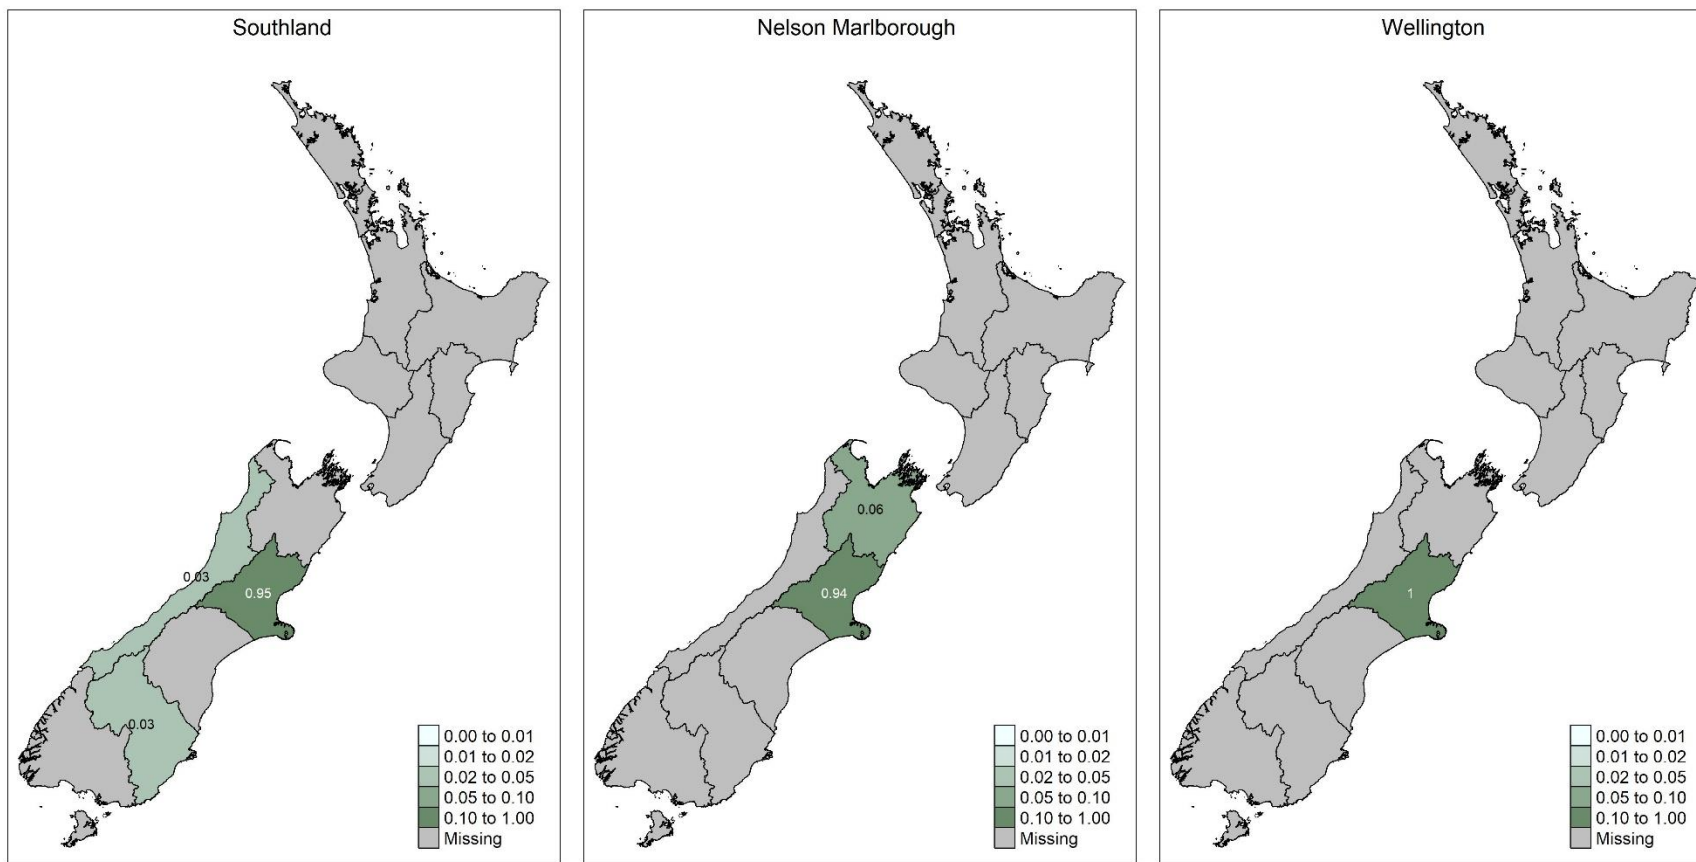 Southland
0.03
0.95
0.03
0.00 to 0.01
0.01 to 0.02
0.02 to 0.05
0.05 to 0.10
0.10 to 1.00
Missing
Nelson Marlborough
0.06
0.94
0.00 to 0.01
0.01 to 0.02
0.02 to 0.05
0.05 to 0.10
0.10 to 1.00
Missing
Wellington
1
0.00 to 0.01
0.01 to 0.02
0.02 to 0.05
0.05 to 0.10
0.10 to 1.00
Missing